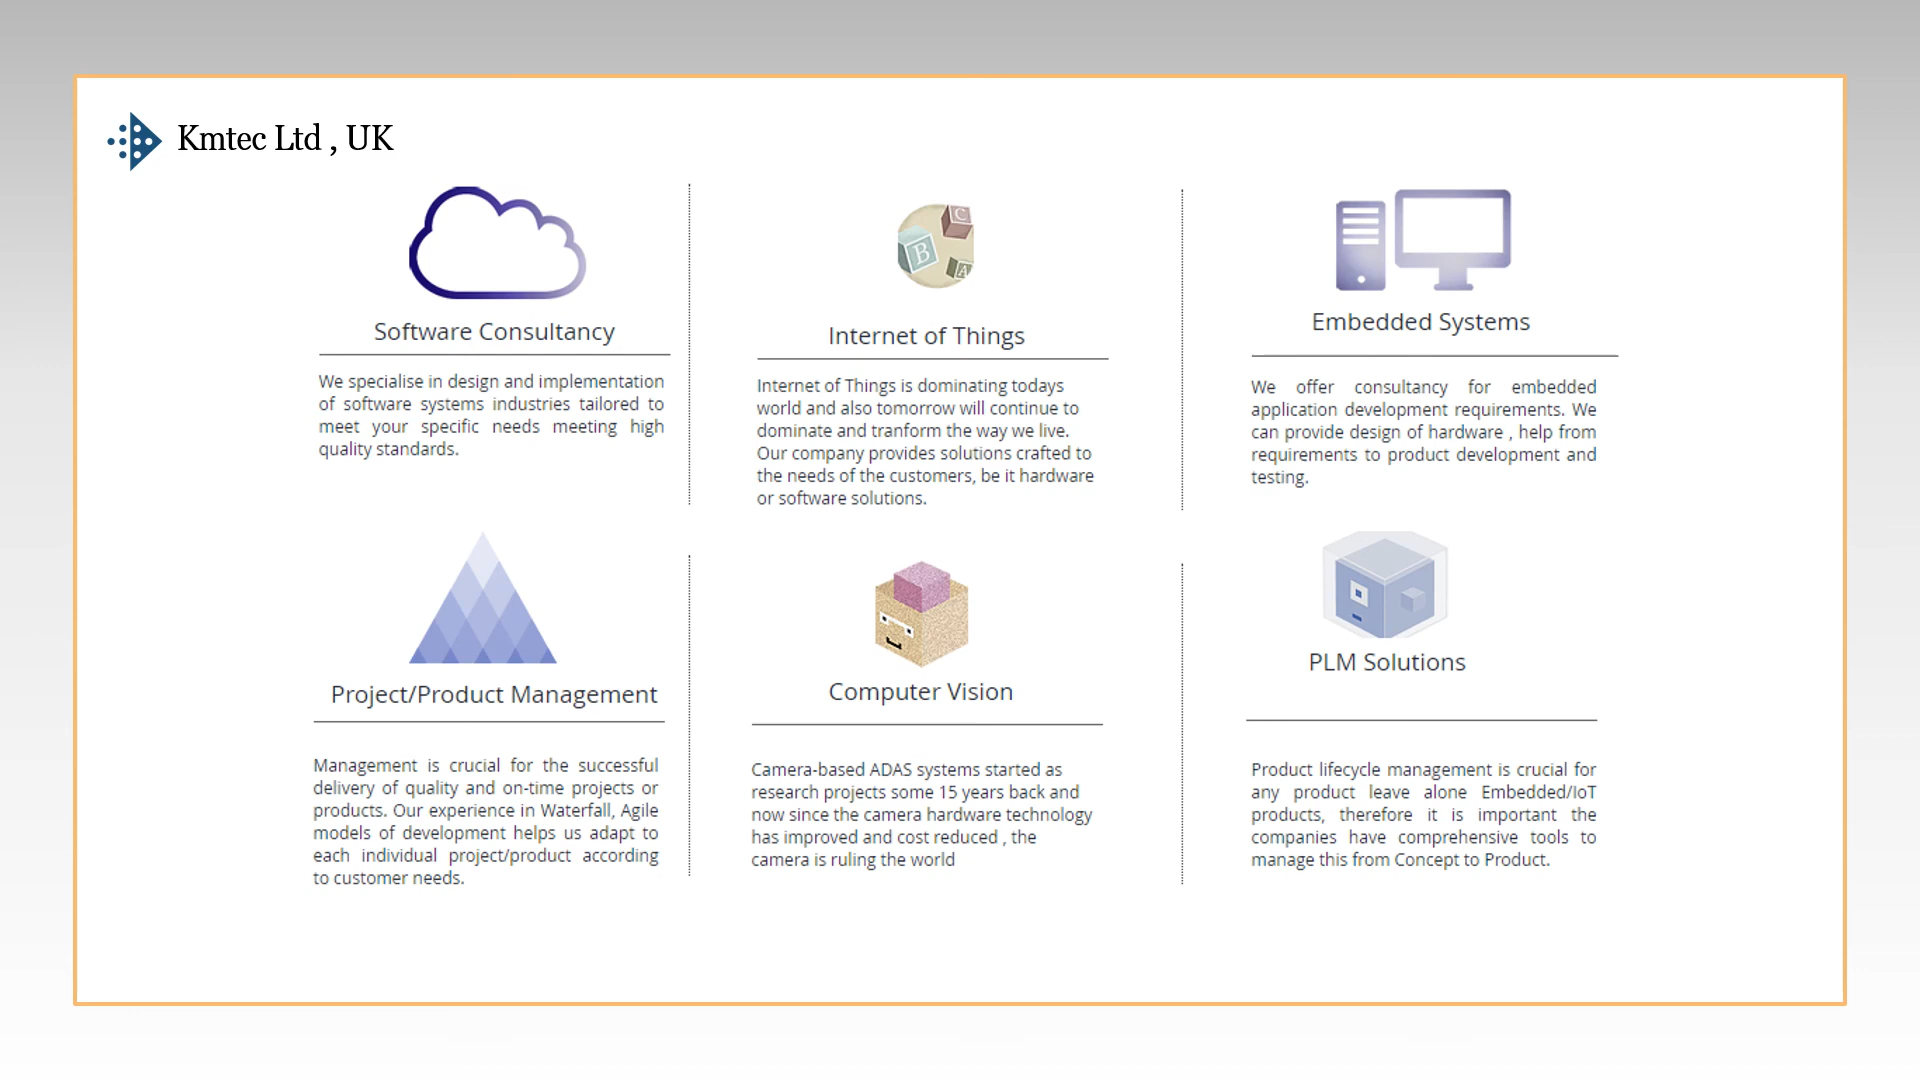 Kmtec Ltd , UK
C
B
A
Software Consultancy
We specialise in design and implementation
of software systems industries tailored to
meet your specific needs meeting high
quality standards.
Internet of Things
Internet of Things is dominating todays
world and also tomorrow will continue to
dominate and tranform the way we live.
Our company provides solutions crafted to
the needs of the customers, be it hardware
or software solutions.
Embedded Systems
We offer consultancy for embedded
application development requirements. We
can provide design of hardware , help from
requirements to product development and
testing.
Project/Product Management
Management is crucial for the successful
delivery of quality and on-time projects or
products. Our experience in Waterfall, Agile
models of development helps us adapt to
each individual project/product according
to customer needs.
Computer Vision
Camera-based ADAS systems started as
research projects some 15 years back and
now since the camera hardware technology
has improved and cost reduced , the
camera is ruling the world
PLM Solutions
Product lifecycle management is crucial for
any product leave alone Embedded/IoT
products, therefore it is important the
companies have comprehensive tools to
manage this from Concept to Product.